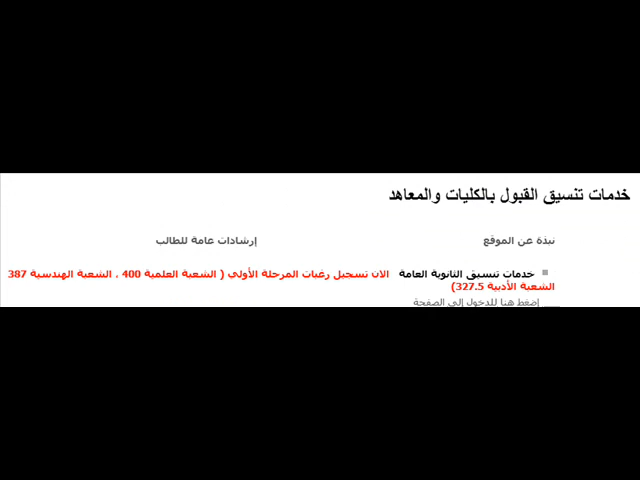 خدمات تنسيق القبول بالكليات والمعاهد
نبذة عن الموقع
إرشادات عامة للطالب
خدمات تنسيق الثانوية العامة الان تسجيل رغبات المرحلة الأولى ( الشعبة العلمية 400 ، الشعبة الهندسية 387
الشعبة الأدبية 327.5)
إضغط هنا للدخول إلى الصفحة